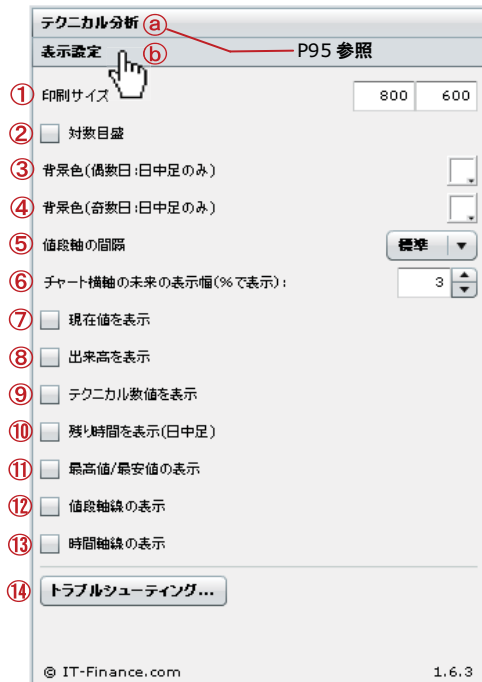 テクニカル分析 ⓐ
表示設定 ⓑ P95 参照
① 印刷サイズ 800 600
② 対数目盛
③ 背景色(偶数日:日中足のみ)
④ 背景色(奇数日:日中足のみ)
⑤ 値段軸の間隔 標準
⑥ チャート横軸の未来の表示幅(%で表示): 3
⑦ 現在値を表示
⑧ 出来高を表示
⑨ テクニカル数値を表示
⑩ 残り時間を表示(日中足)
⑪ 最高値/最安値の表示
⑫ 値段軸線の表示
⑬ 時間軸線の表示
⑭ トラブルシューティング...
© IT-Finance.com 1.6.3